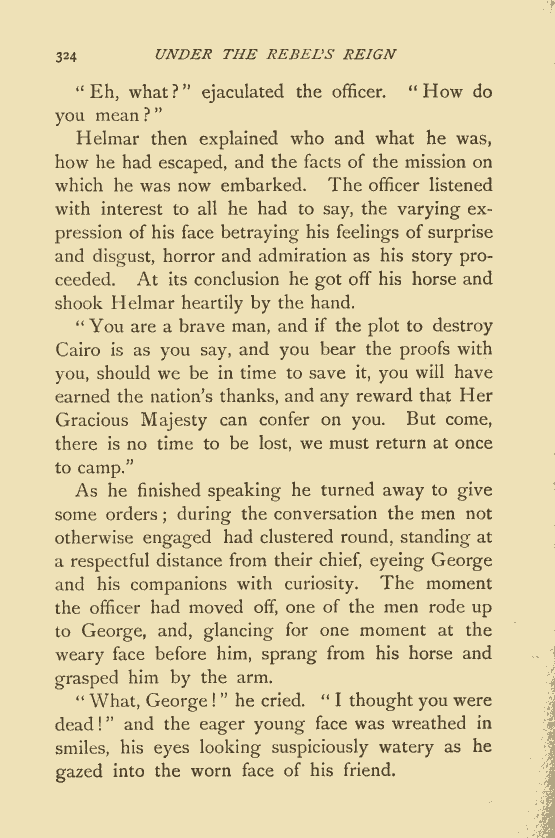 324 UNDER THE REBEL'S REIGN
“Eh, what?” ejaculated the officer. “How do
you mean?”
Helmar then explained who and what he was,
how he had escaped, and the facts of the mission on
which he was now embarked. The officer listened
with interest to all he had to say, the varying ex-
pression of his face betraying his feelings of surprise
and disgust, horror and admiration as his story pro-
ceeded. At its conclusion he got off his horse and
shook Helmar heartily by the hand.
“You are a brave man, and if the plot to destroy
Cairo is as you say, and you bear the proofs with
you, should we be in time to save it, you will have
earned the nation's thanks, and any reward that Her
Gracious Majesty can confer on you. But come,
there is no time to be lost, we must return at once
to camp.”
As he finished speaking he turned away to give
some orders; during the conversation the men not
otherwise engaged had clustered round, standing at
a respectful distance from their chief, eyeing George
and his companions with curiosity. The moment
the officer had moved off, one of the men rode up
to George, and, glancing for one moment at the
weary face before him, sprang from his horse and
grasped him by the arm.
“What, George!” he cried. “I thought you were
dead!” and the eager young face was wreathed in
smiles, his eyes looking suspiciously watery as he
gazed into the worn face of his friend.